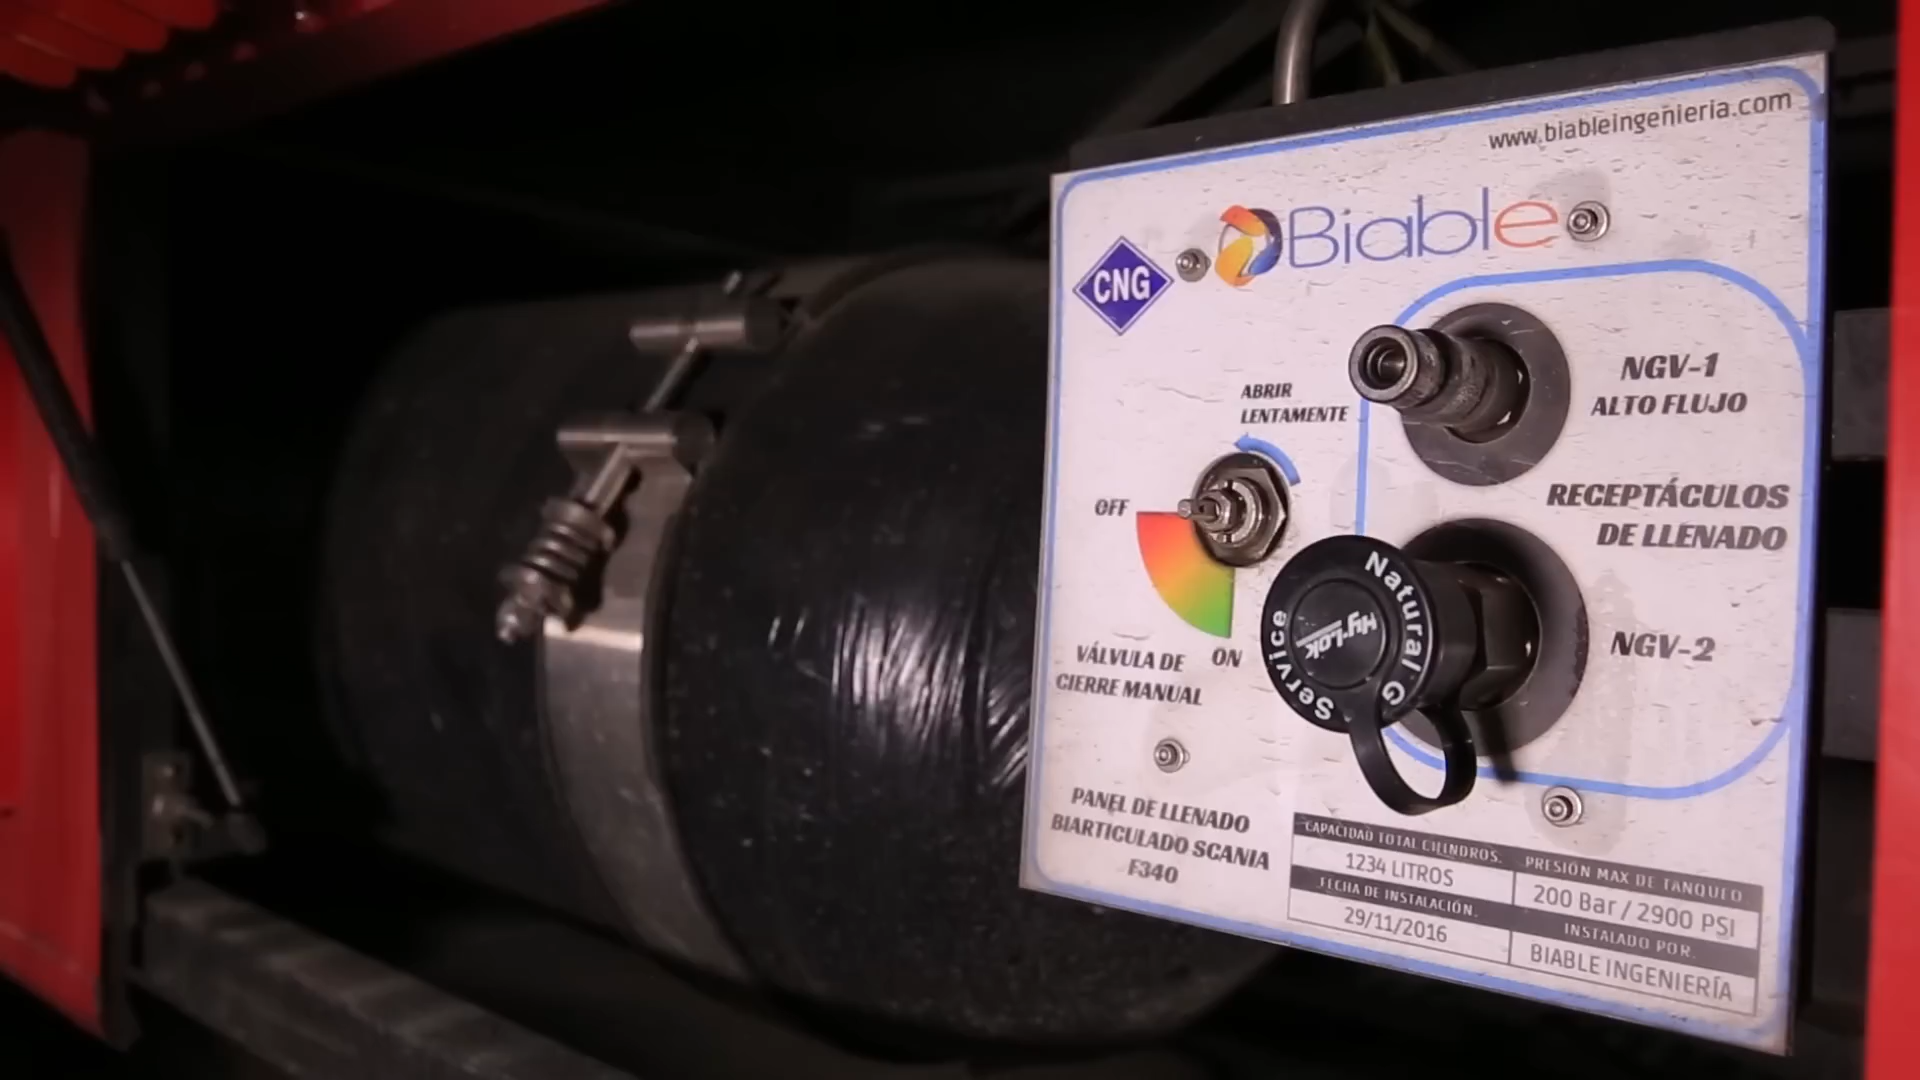 www.biableingenieria.com
Biable
CNG
NGV-1
ALTO FLUJO
ABRIR
LENTAMENTE
RECEPTÁCULOS
DE LLENADO
OFF
ON
Natural G
Service
Hy-Lok
NGV-2
VÁLVULA DE
CIERRE MANUAL
PANEL DE LLENADO
BIARTICULADO SCANIA
F340
CAPACIDAD TOTAL CILINDROS.
1234 LITROS
PRESIÓN MAX DE TANQUEO
200 Bar / 2900 PSI
FECHA DE INSTALACIÓN.
29/11/2016
INSTALADO POR.
BIABLE INGENIERÍA